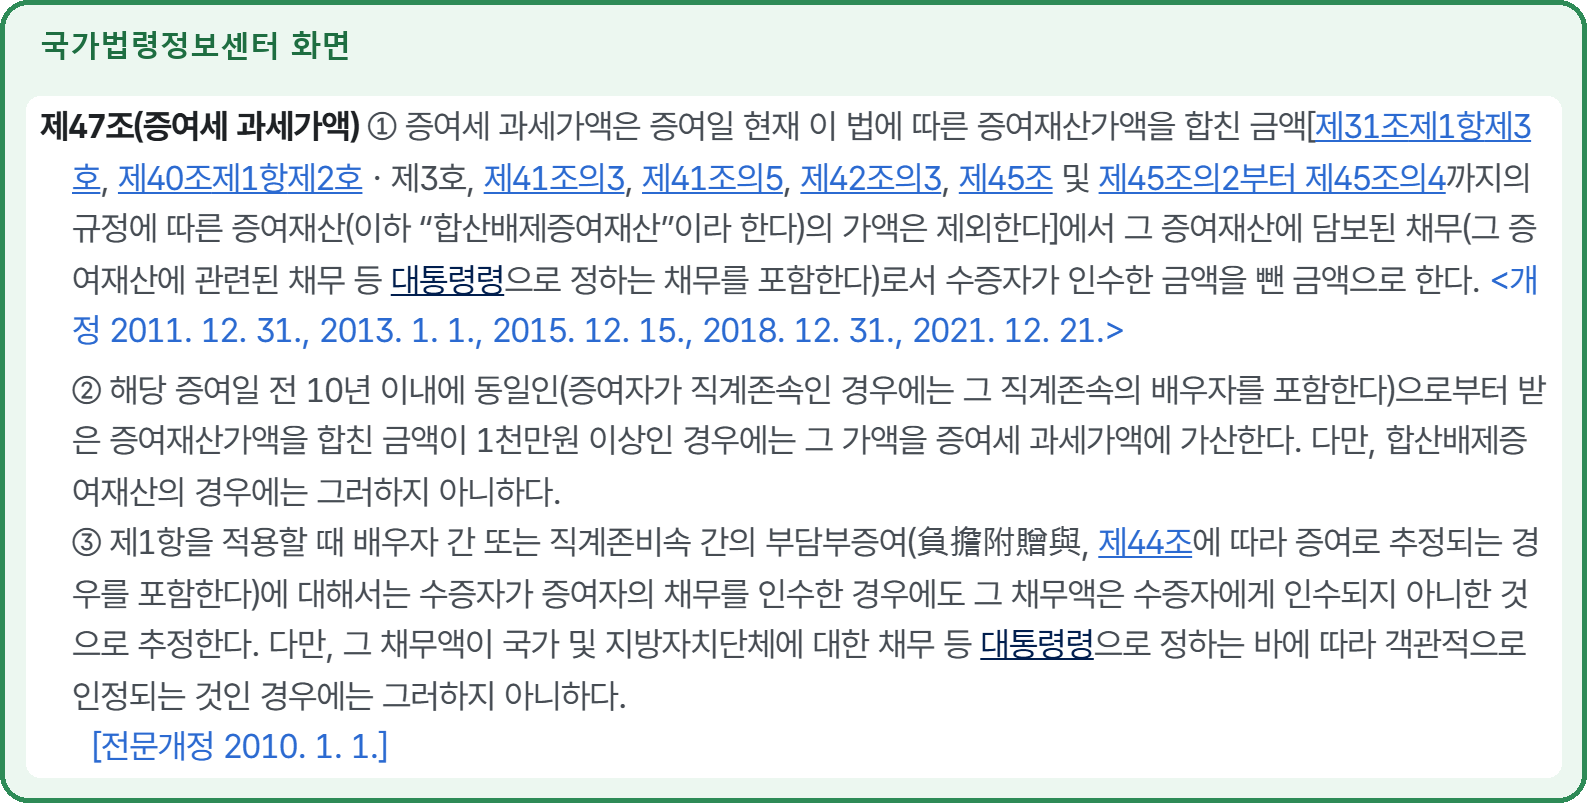 국가법령정보센터 화면
제47조(증여세 과세가액) ① 증여세 과세가액은 증여일 현재 이 법에 따른 증여재산가액을 합친 금액[제31조제1항제3
호, 제40조제1항제2호 · 제3호, 제41조의3, 제41조의5, 제42조의3, 제45조 및 제45조의2부터 제45조의4까지의
규정에 따른 증여재산(이하 “합산배제증여재산”이라 한다)의 가액은 제외한다]에서 그 증여재산에 담보된 채무(그 증
여재산에 관련된 채무 등 대통령령으로 정하는 채무를 포함한다)로서 수증자가 인수한 금액을 뺀 금액으로 한다. <개
정 2011. 12. 31., 2013. 1. 1., 2015. 12. 15., 2018. 12. 31., 2021. 12. 21.>
② 해당 증여일 전 10년 이내에 동일인(증여자가 직계존속인 경우에는 그 직계존속의 배우자를 포함한다)으로부터 받
은 증여재산가액을 합친 금액이 1천만원 이상인 경우에는 그 가액을 증여세 과세가액에 가산한다. 다만, 합산배제증
여재산의 경우에는 그러하지 아니하다.
③ 제1항을 적용할 때 배우자 간 또는 직계존비속 간의 부담부증여(負擔附贈與, 제44조에 따라 증여로 추정되는 경
우를 포함한다)에 대해서는 수증자가 증여자의 채무를 인수한 경우에도 그 채무액은 수증자에게 인수되지 아니한 것
으로 추정한다. 다만, 그 채무액이 국가 및 지방자치단체에 대한 채무 등 대통령령으로 정하는 바에 따라 객관적으로
인정되는 것인 경우에는 그러하지 아니하다.
[전문개정 2010. 1. 1.]